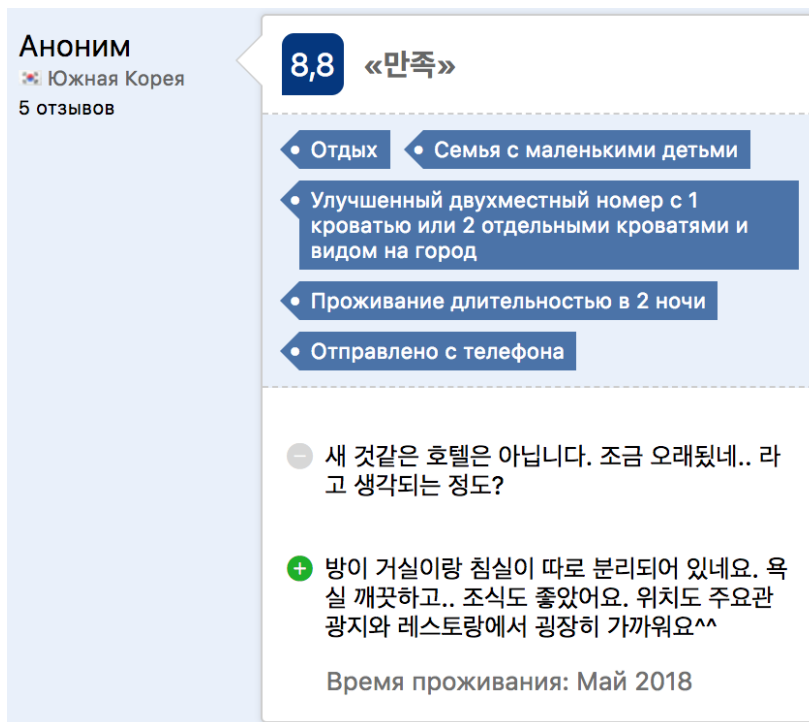 Аноним
Южная Корея
5 отзывов
8,8 «만족»
Отдых
Семья с маленькими детьми
Улучшенный двухместный номер с 1
кроватью или 2 отдельными кроватями и
видом на город
Проживание длительностью в 2 ночи
Отправлено с телефона
새 것같은 호텔은 아닙니다. 조금 오래됬네.. 라
고 생각되는 정도?
방이 거실이랑 침실이 따로 분리되어 있네요. 욕
실 깨끗하고.. 조식도 좋았어요. 위치도 주요관
광지와 레스토랑에서 굉장히 가까워요^^
Время проживания: Май 2018